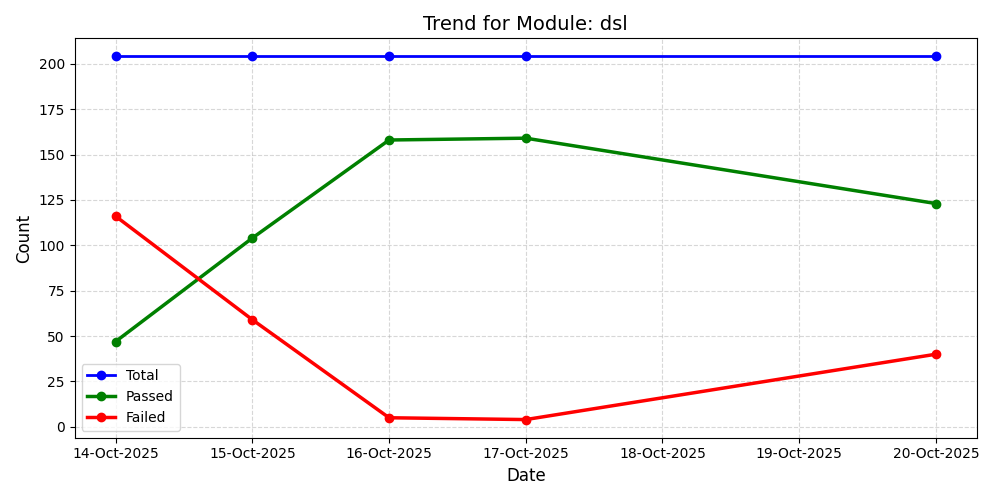 Trend for Module: dsl
Count
200
175
150
125
100
75
50
25
0
Total
Passed
Failed
14-Oct-2025 15-Oct-2025 16-Oct-2025 17-Oct-2025 18-Oct-2025 19-Oct-2025 20-Oct-2025
Date